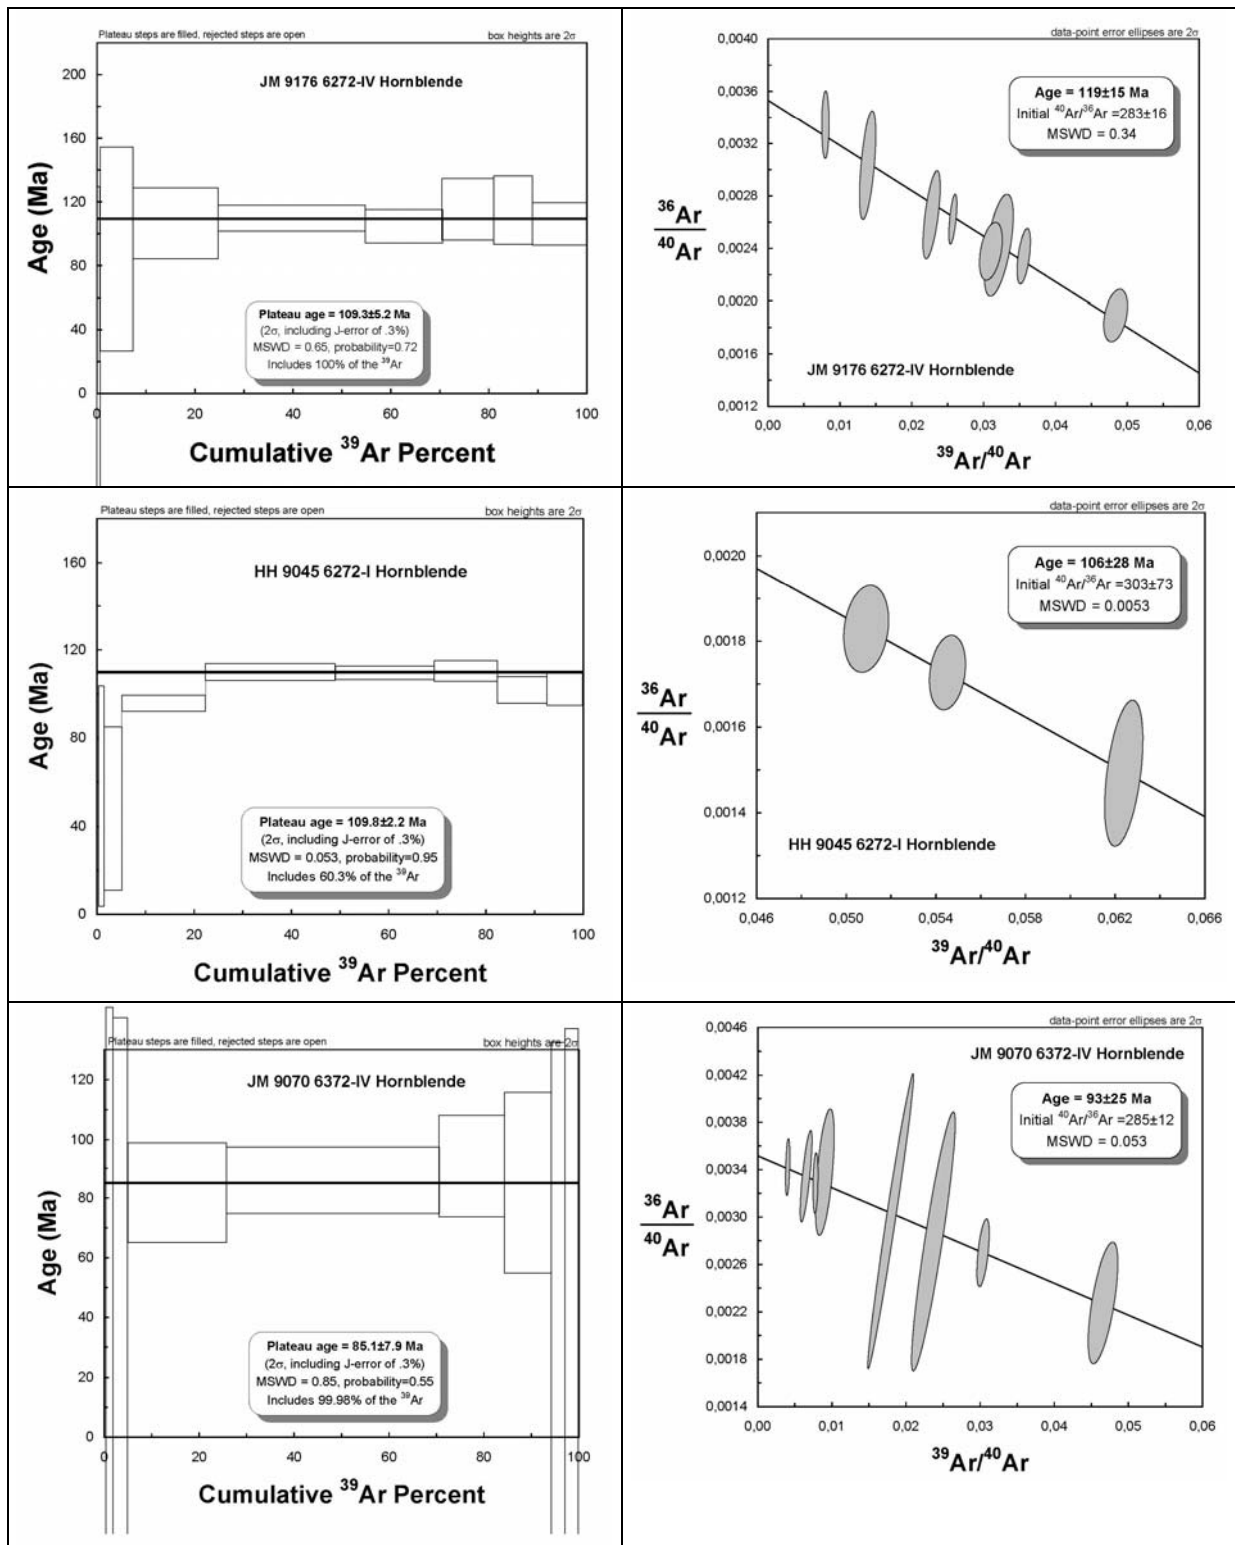 Plateau steps are filled, rejected steps are open
box heights are 2σ
JM 9176 6272-IV Hornblende
Age (Ma)
200
160
120
80
40
0
Plateau age = 109.3±5.2 Ma
(2σ, including J-error of .3%)
MSWD = 0.65, probability=0.72
Includes 100% of the ³⁹Ar
0 20 40 60 80 100
Cumulative ³⁹Ar Percent
data-point error ellipses are 2σ
0,0040
0,0036
0,0032
0,0028
0,0024
0,0020
0,0016
0,0012
³⁶Ar
⁴⁰Ar
Age = 119±15 Ma
Initial ⁴⁰Ar/³⁶Ar =283±16
MSWD = 0.34
JM 9176 6272-IV Hornblende
0,00 0,01 0,02 0,03 0,04 0,05 0,06
³⁹Ar/⁴⁰Ar
Plateau steps are filled, rejected steps are open
box heights are 2σ
HH 9045 6272-I Hornblende
Age (Ma)
160
120
80
40
0
Plateau age = 109.8±2.2 Ma
(2σ, including J-error of .3%)
MSWD = 0.053, probability=0.95
Includes 60.3% of the ³⁹Ar
0 20 40 60 80 100
Cumulative ³⁹Ar Percent
data-point error ellipses are 2σ
0,0020
0,0018
0,0016
0,0014
0,0012
³⁶Ar
⁴⁰Ar
Age = 106±28 Ma
Initial ⁴⁰Ar/³⁶Ar =303±73
MSWD = 0.0053
HH 9045 6272-I Hornblende
0,046 0,050 0,054 0,058 0,062 0,066
³⁹Ar/⁴⁰Ar
Plateau steps are filled, rejected steps are open
box heights are 2σ
JM 9070 6372-IV Hornblende
Age (Ma)
120
100
80
60
40
20
0
Plateau age = 85.1±7.9 Ma
(2σ, including J-error of .3%)
MSWD = 0.85, probability=0.55
Includes 99.98% of the ³⁹Ar
0 20 40 60 80 100
Cumulative ³⁹Ar Percent
data-point error ellipses are 2σ
0,0046
0,0042
0,0038
0,0034
0,0030
0,0026
0,0022
0,0018
0,0014
³⁶Ar
⁴⁰Ar
JM 9070 6372-IV Hornblende
Age = 93±25 Ma
Initial ⁴⁰Ar/³⁶Ar =285±12
MSWD = 0.053
0,00 0,01 0,02 0,03 0,04 0,05 0,06
³⁹Ar/⁴⁰Ar